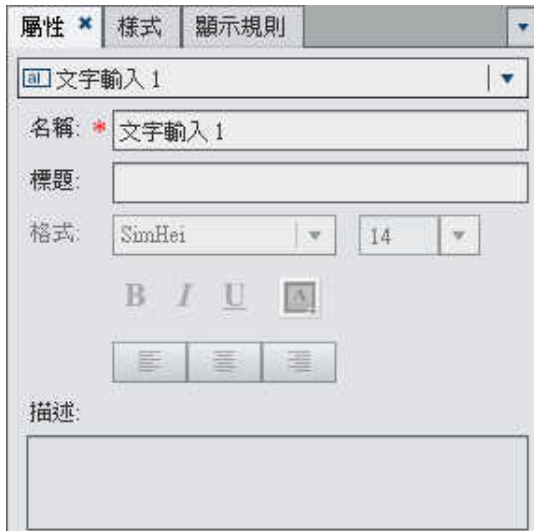 屬性 樣式 顯示規則
文字輸入 1
名稱: * 文字輸入 1
標題:
格式: SimHei 14
B I U A
描述: